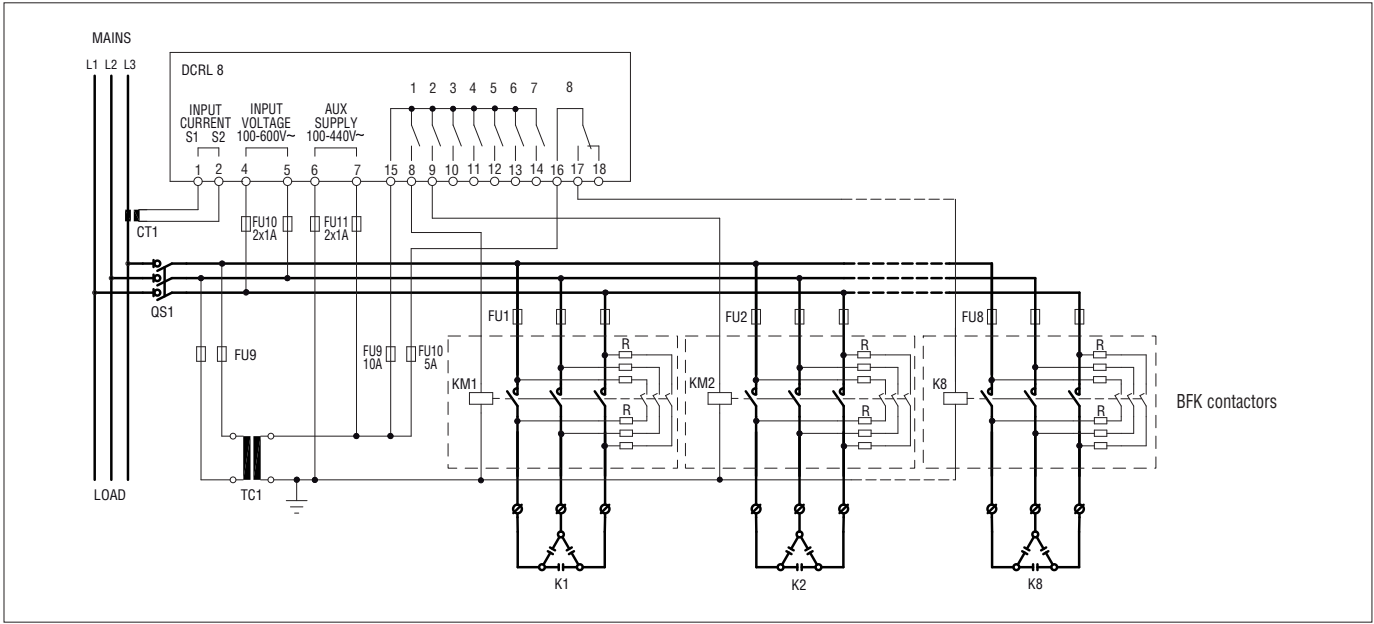 MAINS
L1 L2 L3
DCRL 8
1 2 3 4 5 6 7 8
INPUT CURRENT
S1 S2
INPUT VOLTAGE
100-600V~
AUX SUPPLY
100-440V~
1 2 4 5 6 7 15 8 9 10 11 12 13 14 16 17 18
CT1
FU10
2x1A
FU11
2x1A
QS1
FU1
FU2
FU8
FU9
FU9
10A
FU10
5A
R
R
R
KM1
KM2
K8
BFK contactors
R
R
R
LOAD
TC1
K1
K2
K8